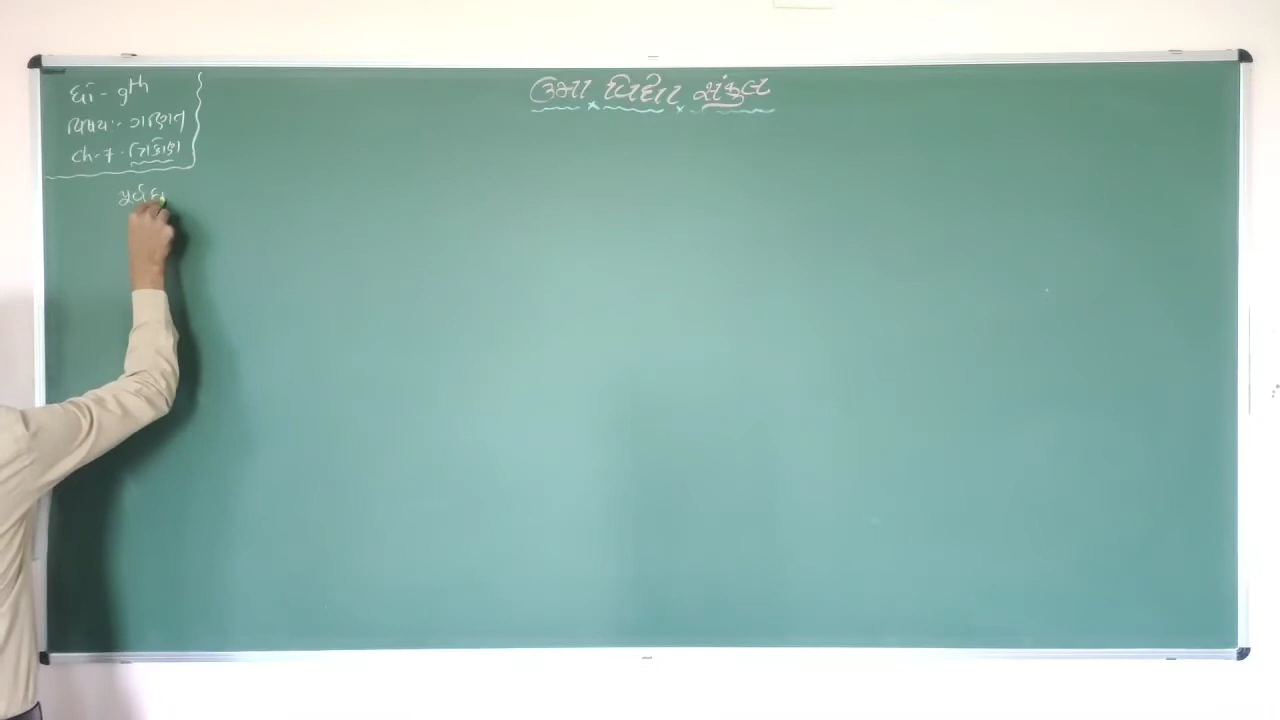 ઉમા વિદ્યા સંકુલ
ધો - 9th
વિષય:- ગણિત
Ch-7. ત્રિકોણ